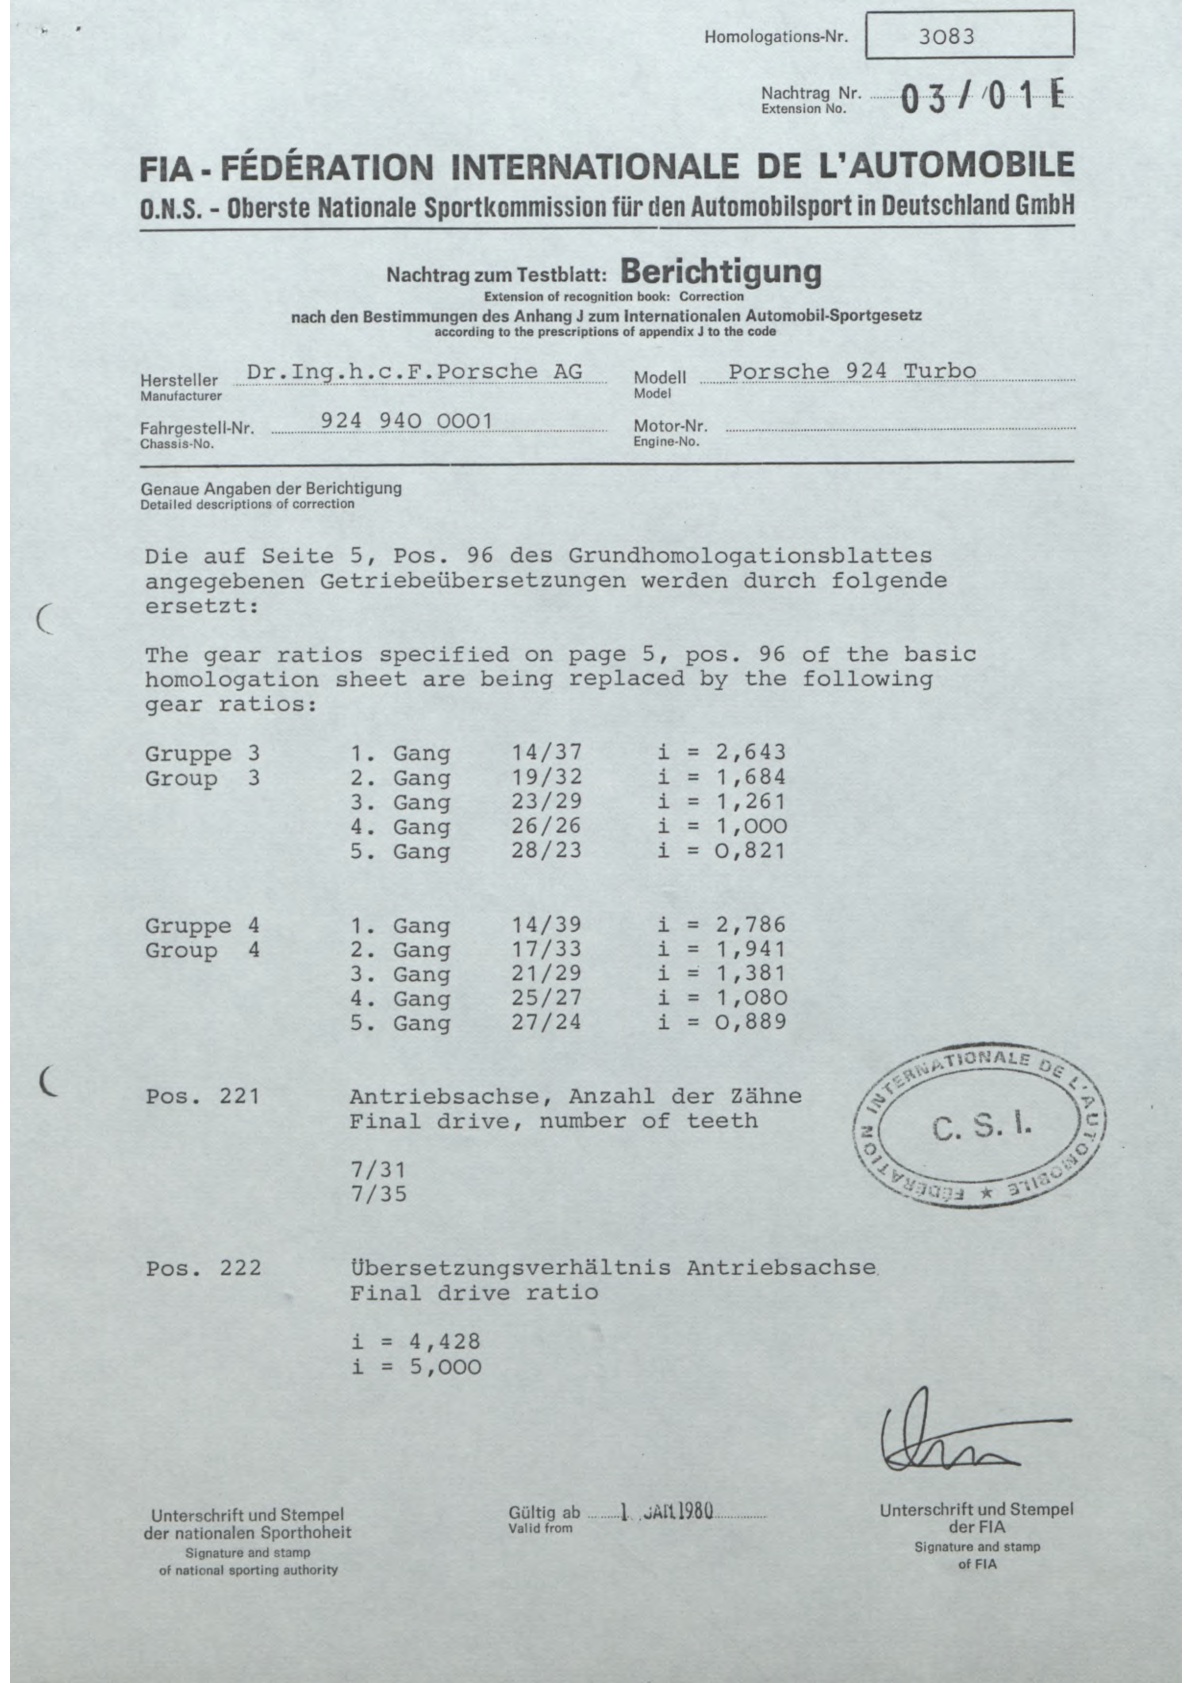 Homologations-Nr. 3083
Nachtrag Nr. 03/01E
Extension No.
FIA - FÉDÉRATION INTERNATIONALE DE L'AUTOMOBILE
O.N.S. - Oberste Nationale Sportkommission für den Automobilsport in Deutschland GmbH
Nachtrag zum Testblatt: Berichtigung
Extension of recognition book: Correction
nach den Bestimmungen des Anhang J zum Internationalen Automobil-Sportgesetz
according to the prescriptions of appendix J to the code
Hersteller Dr.Ing.h.c.F.Porsche AG Modell Porsche 924 Turbo
Manufacturer Model
Fahrgestell-Nr. 924 940 0001 Motor-Nr.
Chassis-No. Engine-No.
Genaue Angaben der Berichtigung
Detailed descriptions of correction
Die auf Seite 5, Pos. 96 des Grundhomologationsblattes
angegebenen Getriebeübersetzungen werden durch folgende
ersetzt:
The gear ratios specified on page 5, pos. 96 of the basic
homologation sheet are being replaced by the following
gear ratios:
Gruppe 3 1. Gang 14/37 i = 2,643
Group 3 2. Gang 19/32 i = 1,684
3. Gang 23/29 i = 1,261
4. Gang 26/26 i = 1,000
5. Gang 28/23 i = 0,821
Gruppe 4 1. Gang 14/39 i = 2,786
Group 4 2. Gang 17/33 i = 1,941
3. Gang 21/29 i = 1,381
4. Gang 25/27 i = 1,080
5. Gang 27/24 i = 0,889
Pos. 221 Antriebsachse, Anzahl der Zähne
Final drive, number of teeth
7/31
7/35
FÉDÉRATION INTERNATIONALE DE L'AUTOMOBILE ★
C. S. I.
Pos. 222 Übersetzungsverhältnis Antriebsachse
Final drive ratio
i = 4,428
i = 5,000
Unterschrift und Stempel Gültig ab 1. JAN. 1980 Unterschrift und Stempel
der nationalen Sporthoheit Valid from der FIA
Signature and stamp Signature and stamp
of national sporting authority of FIA